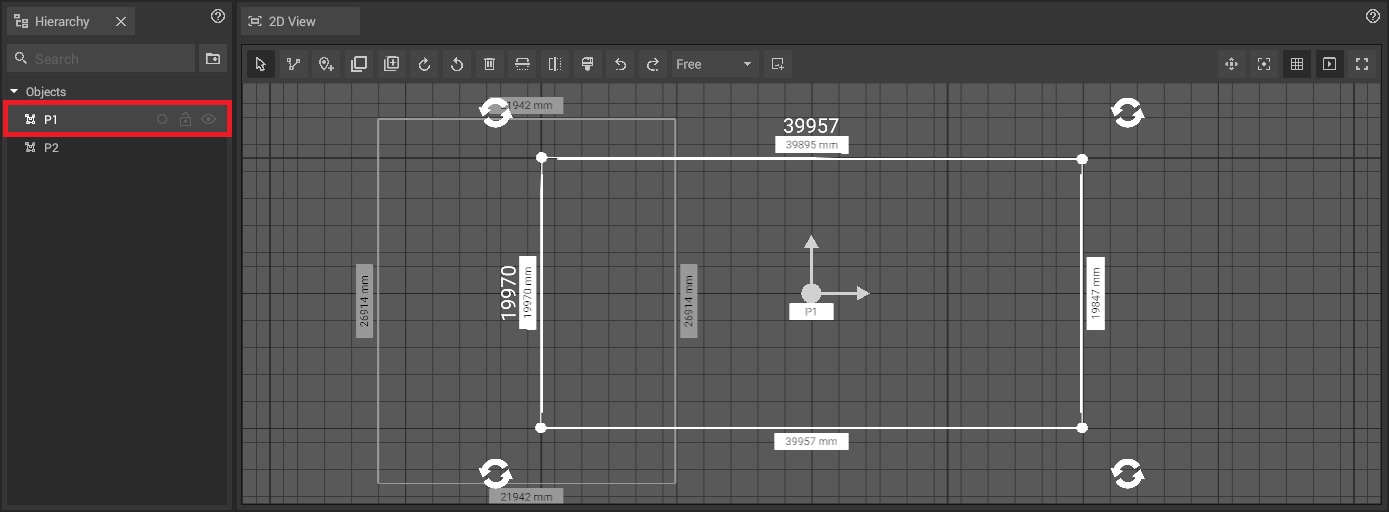 Hierarchy
2D View
Search
Free
Objects
P1
P2
21942 mm
39957
39895 mm
26914 mm
19970
19970 mm
26914 mm
P1
19847 mm
39957 mm
21942 mm